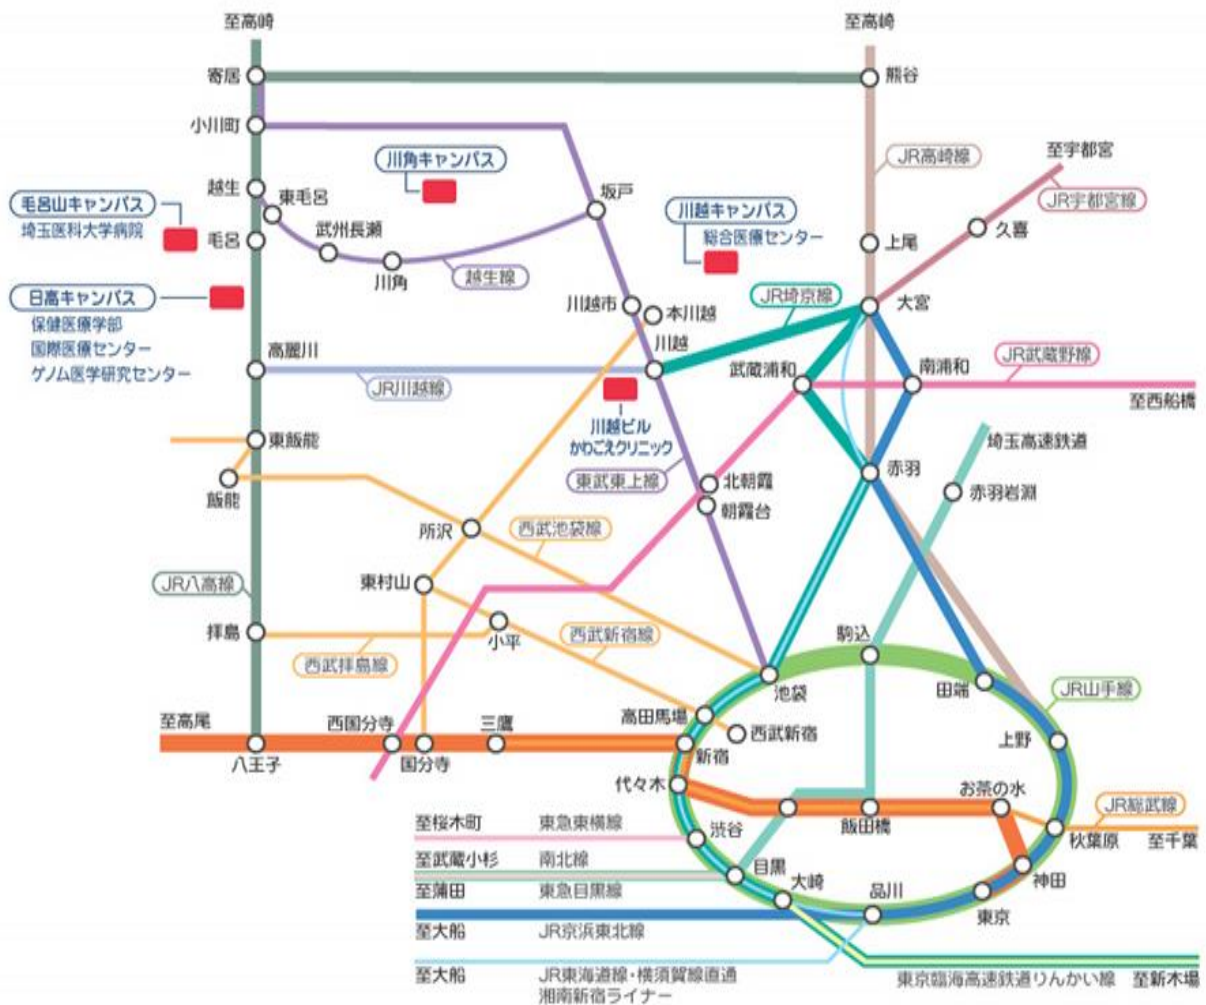 至高崎
至高崎
寄居
熊谷
小川町
JR高崎線
至宇都宮
川角キャンパス
JR宇都宮線
越生
東毛呂
坂戸
毛呂山キャンパス
埼玉医科大学病院
川越キャンパス
総合医療センター
武州長瀬
久喜
毛呂
上尾
川角
越生線
日高キャンパス
保健医療学部
国際医療センター
ゲノム医学研究センター
JR埼京線
大宮
川越市
本川越
川越
高麗川
武蔵浦和
南浦和
JR武蔵野線
JR川越線
至西船橋
川越ビル
かわごえクリニック
東飯能
埼玉高速鉄道
東武東上線
北朝霞
赤羽
飯能
赤羽岩淵
朝霞台
所沢
西武池袋線
JR八高線
東村山
拝島
小平
西武新宿線
駒込
西武拝島線
池袋
田端
JR山手線
至高尾
西国分寺
三鷹
高田馬場
西武新宿
上野
八王子
国分寺
新宿
代々木
お茶の水
JR総武線
至桜木町
東急東横線
渋谷
飯田橋
秋葉原
至千葉
至武蔵小杉
南北線
目黒
神田
至蒲田
東急目黒線
大崎
品川
東京
至大船
JR京浜東北線
至大船
JR東海道線・横須賀線直通
湘南新宿ライナー
東京臨海高速鉄道りんかい線
至新木場